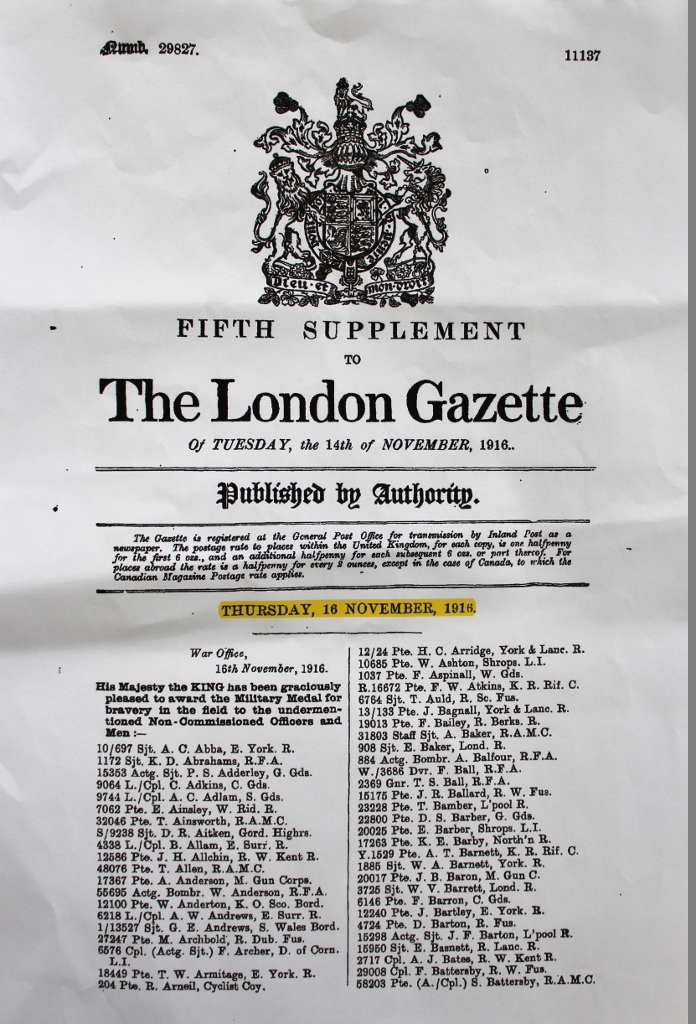 Numb. 29827.
11137
Dieu et mon droit
FIFTH SUPPLEMENT
TO
The London Gazette
Of TUESDAY, the 14th of NOVEMBER, 1916..
Published by Authority.
The Gazette is registered at the General Post Office for transmission by Inland Post as a
newspaper. The postage rate to places within the United Kingdom, for each copy, is one halfpenny
for the first 6 ozs., and an additional halfpenny for each subsequent 6 ozs. or part thereof. For
places abroad the rate is a halfpenny for every 2 ounces, except in the case of Canada, to which the
Canadian Magazine Postage rate applies.
THURSDAY, 16 NOVEMBER, 1916.
War Office,
16th November, 1916.
His Majesty the KING has been graciously
pleased to award the Military Medal for
bravery in the field to the undermen-
tioned Non-Commissioned Officers and
Men :—
10/697 Sjt. A. C. Abba, E. York. R.
1172 Sjt. K. D. Abrahams, R.F.A.
15353 Actg. Sjt. P. S. Adderley, G. Gds.
9064 L./Cpl. C. Adkins, C. Gds.
9744 L./Cpl. A. C. Adlam, S. Gds.
7062 Pte. E. Ainsley, W. Rid. R.
32046 Pte. T. Ainsworth, R.A.M.C.
S/9238 Sjt. D. R. Aitken, Gord. Highrs.
4338 L./Cpl. B. Allam, E. Surr. R.
12586 Pte. J. H. Allchin, R. W. Kent R.
48076 Pte. T. Allen, R.A.M.C.
17367 Pte. A. Anderson, M. Gun Corps.
55695 Actg. Bombr. W. Anderson, R.F.A.
12100 Pte. W. Anderton, K. O. Sco. Bord.
6218 L./Cpl. A. W. Andrews, E. Surr. R.
1/13527 Sjt. G. E. Andrews, S. Wales Bord.
27247 Pte. M. Archbold, R. Dub. Fus.
6576 Cpl. (Actg. Sjt.) F. Archer, D. of Corn.
L.I.
18449 Pte. T. W. Armitage, E. York. R.
204 Pte. R. Arneil, Cyclist Coy.
12/24 Pte. H. C. Arridge, York & Lanc. R.
10685 Pte. W. Ashton, Shrops. L.I.
1037 Pte. F. Aspinall, W. Gds.
R.16672 Pte. F. W. Atkins, K. R. Rif. C.
6764 Sjt. T. Auld, R. Sc. Fus.
13/133 Pte. J. Bagnall, York & Lanc. R.
19013 Pte. F. Bailey, R. Berks. R.
31803 Staff Sjt. A. Baker, R.A.M.C.
908 Sjt. E. Baker, Lond. R.
884 Actg. Bombr. A. Balfour, R.F.A.
W./3686 Dvr. F. Ball, R.F.A.
2369 Gnr. T. S. Ball, R.F.A.
15175 Pte. J. R. Ballard, R. W. Fus.
23228 Pte. T. Bamber, L'pool R.
22800 Pte. D. S. Barber, G. Gds.
20025 Pte. E. Barber, Shrops. L.I.
17263 Pte. K. E. Barby, North'n R.
Y.1529 Pte. A. T. Barnett, K. R. Rif. C.
1885 Sjt. W. A. Barnett, York. R.
20017 Pte. J. B. Baron, M. Gun C.
3725 Sjt. W. V. Barrett, Lond. R.
6146 Pte. F. Barron, C. Gds.
12240 Pte. J. Bartley, E. York. R.
4724 Pte. D. Barton, R. Fus.
15298 Actg. Sjt. J. F. Barton, L'pool R.
15950 Sjt. E. Basnett, R. Lanc. R.
2717 Cpl. A. J. Bates, R. W. Kent R.
29008 Cpl. F. Battersby, R. W. Fus.
58203 Pte. (A./Cpl.) S. Battersby, R.A.M.C.